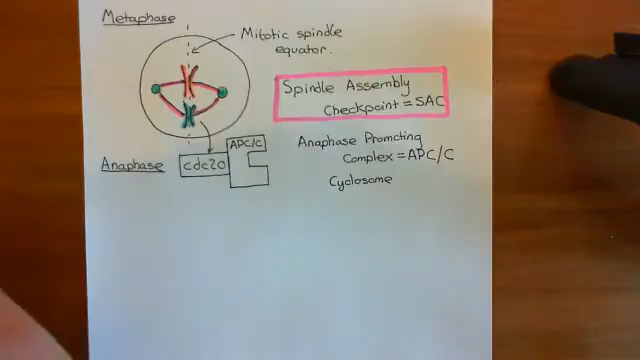 Metaphase
Mitotic spindle
equator.
Spindle Assembly
Checkpoint = SAC
Anaphase
cdc20
APC/C
Anaphase Promoting
Complex = APC/C
Cyclosome